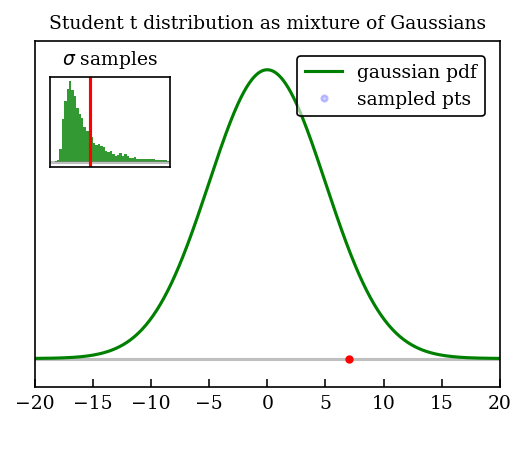 Student t distribution as mixture of Gaussians
σ samples
gaussian pdf
sampled pts
−20 −15 −10 −5 0 5 10 15 20